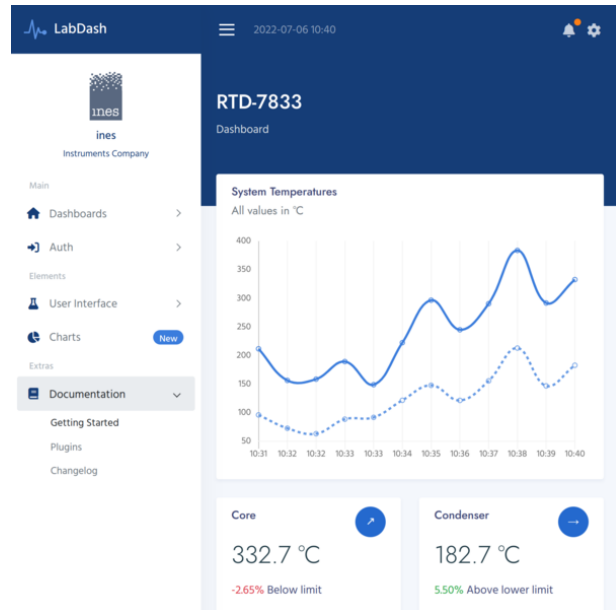 LabDash
2022-07-06 10:40
ines
ines
Instruments Company
Main
Dashboards
Auth
Elements
User Interface
Charts
New
Extras
Documentation
Getting Started
Plugins
Changelog
RTD-7833
Dashboard
System Temperatures
All values in °C
400
350
300
250
200
150
100
50
10:31 10:32 10:32 10:33 10:33 10:34 10:35 10:36 10:37 10:38 10:39 10:40
Core
332.7 °C
-2.65% Below limit
Condenser
182.7 °C
5.50% Above lower limit